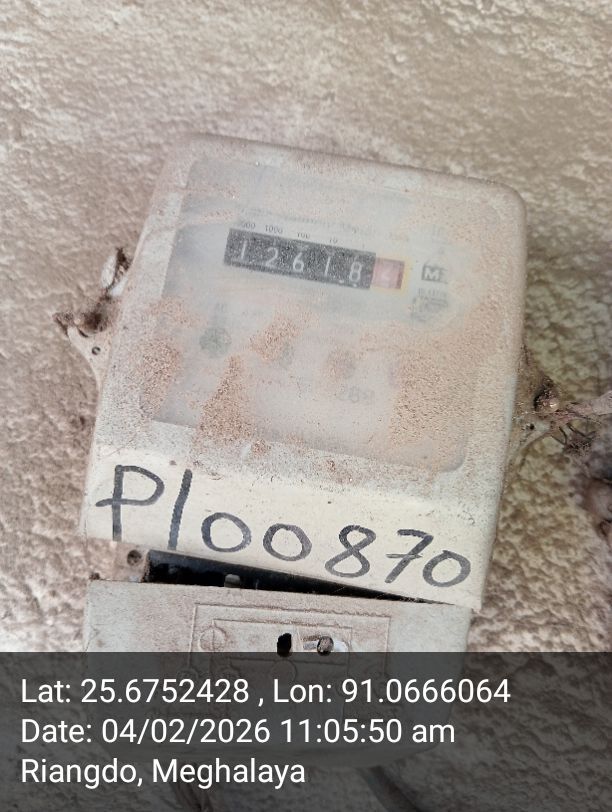 1000 100 10
12618
P/00870
Lat: 25.6752428 , Lon: 91.0666064
Date: 04/02/2026 11:05:50 am
Riangdo, Meghalaya